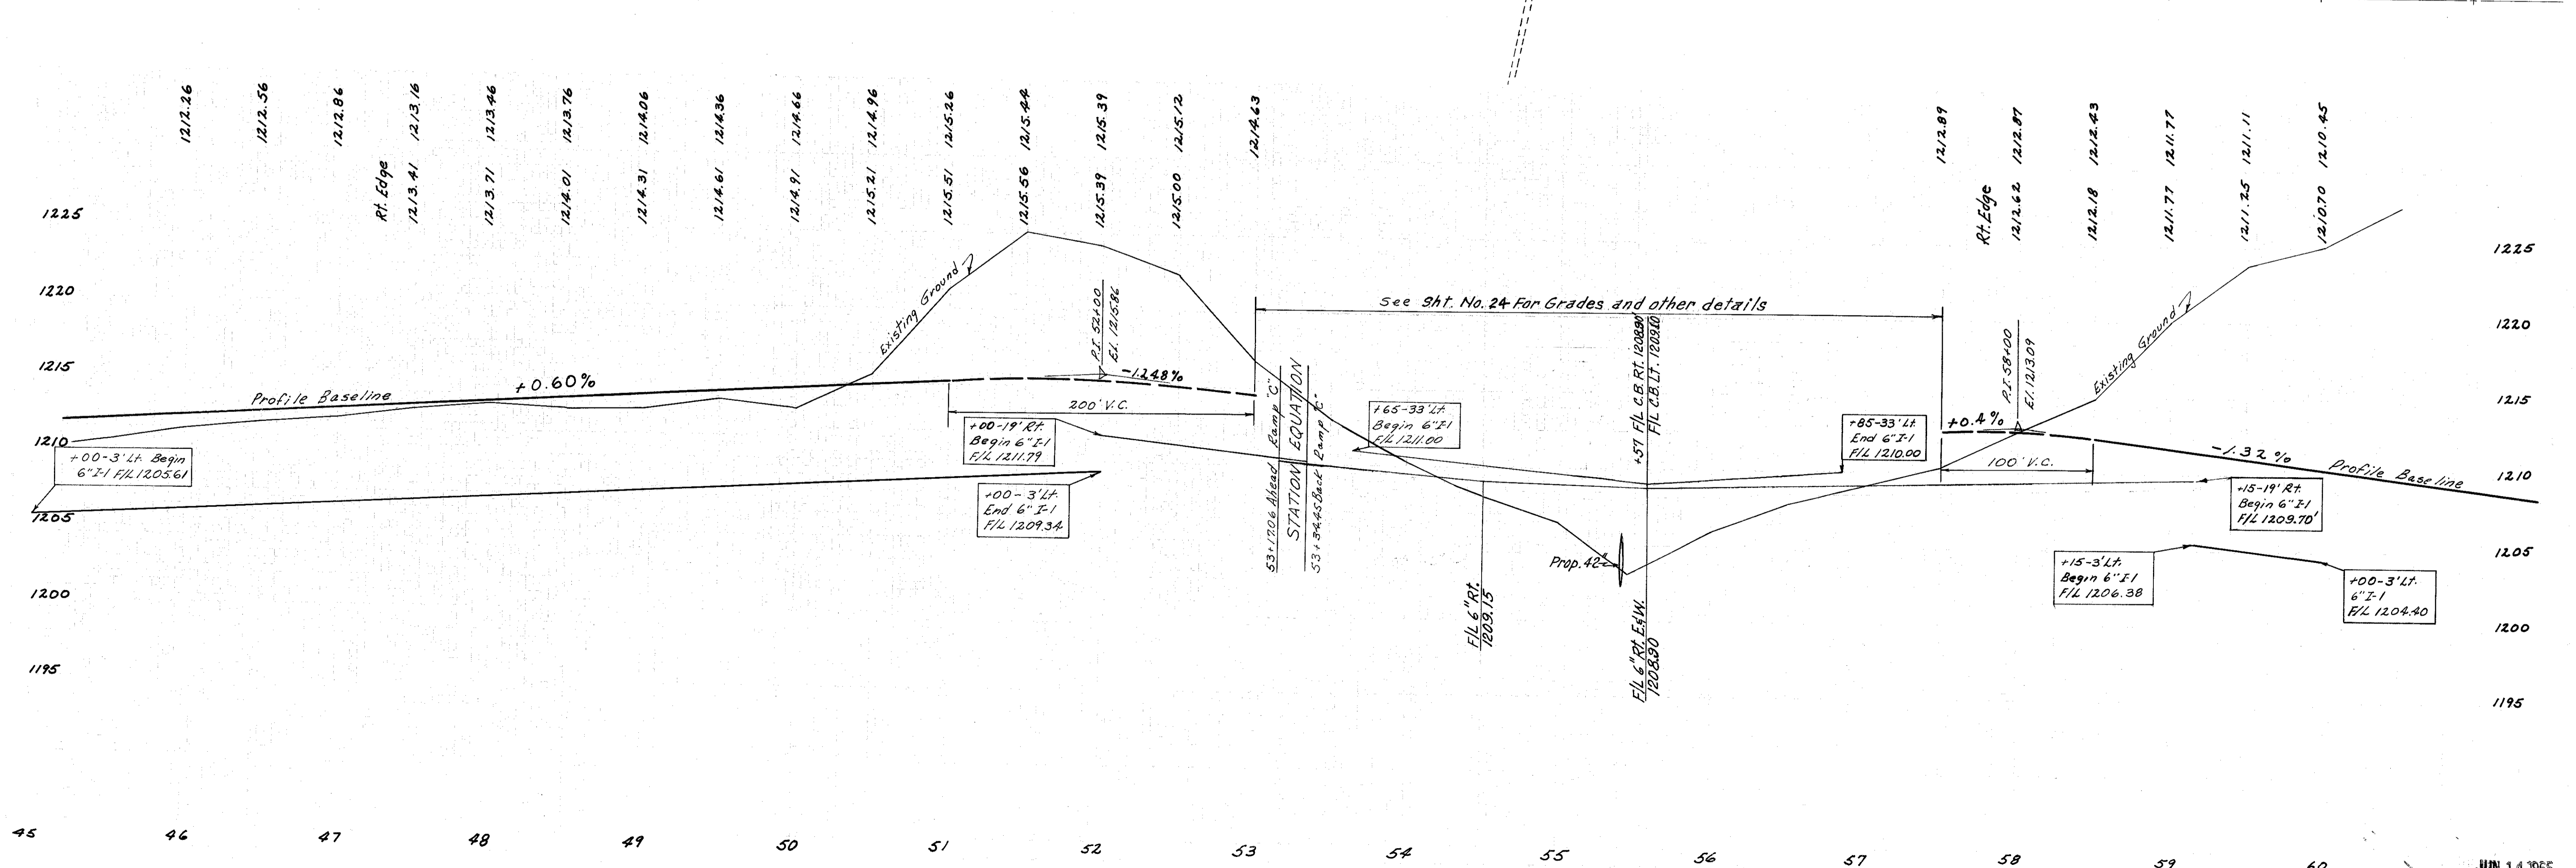 1212.26
1212.56
1212.86
1213.16
1213.46
1213.76
1214.06
1214.36
1214.66
1214.96
1215.26
1215.44
1215.39
1215.12
1214.63
1212.89
1212.87
1212.43
1211.77
1211.11
1210.45
Rt. Edge
1213.41
1213.71
1214.01
1214.31
1214.61
1214.91
1215.21
1215.51
1215.56
1215.39
1215.00
Rt. Edge
1212.62
1212.18
1211.77
1211.25
1210.70
1225
1220
1215
1210
1205
1200
1195
Profile Baseline
+0.60%
Existing Ground
P.I. 52+00
El. 1215.86
-1.248%
200' V.C.
+00-3' Lt. Begin
6" I-1 F/L 1205.61
+00-19' Rt.
Begin 6" I-1
F/L 1211.79
+00-3' Lt.
End 6" I-1
F/L 1209.34
53+17.06 Ahead Ramp "C"
STATION EQUATION
53+34.45 Back Ramp "C"
See Sht. No. 24 For Grades and other details
+65-33' Lt.
Begin 6" I-1
F/L 1211.00
+57 F/L C.B. Rt. 1208.90'
F/L C.B. Lt. 1209.10
Prop. 42"
F/L 6" Rt.
1209.15
F/L 6" Rt. E&W.
1208.90
+85-33' Lt.
End 6" I-1
F/L 1210.00
+0.4%
P.I. 58+00
El. 1213.09
100' V.C.
Existing Ground
-1.32%
Profile Baseline
+15-19' Rt.
Begin 6" I-1
F/L 1209.70'
+15-3' Lt.
Begin 6" I-1
F/L 1206.38
+00-3' Lt.
6" I-1
F/L 1204.40
1225
1220
1215
1210
1205
1200
1195
45
46
47
48
49
50
51
52
53
54
55
56
57
58
59
60